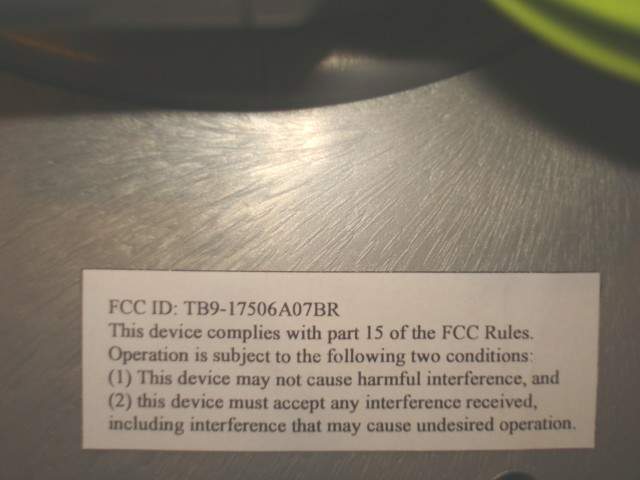 FCC ID: TB9-17506A07BR
This device complies with part 15 of the FCC Rules.
Operation is subject to the following two conditions:
(1) This device may not cause harmful interference, and
(2) this device must accept any interference received,
including interference that may cause undesired operation.